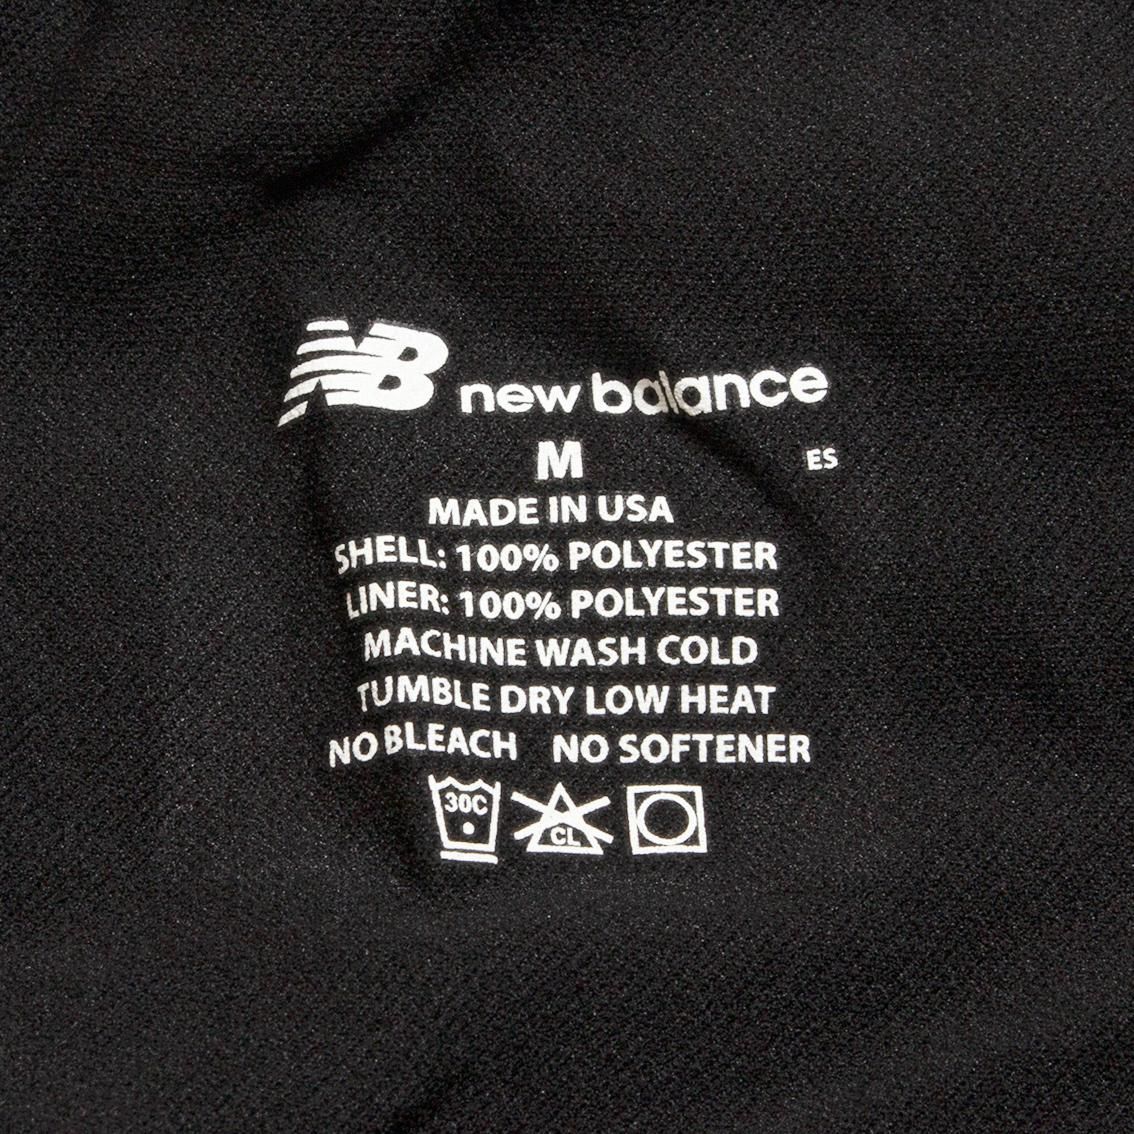 NB new balance
M
ES
MADE IN USA
SHELL: 100% POLYESTER
LINER: 100% POLYESTER
MACHINE WASH COLD
TUMBLE DRY LOW HEAT
NO BLEACH NO SOFTENER
30C CL